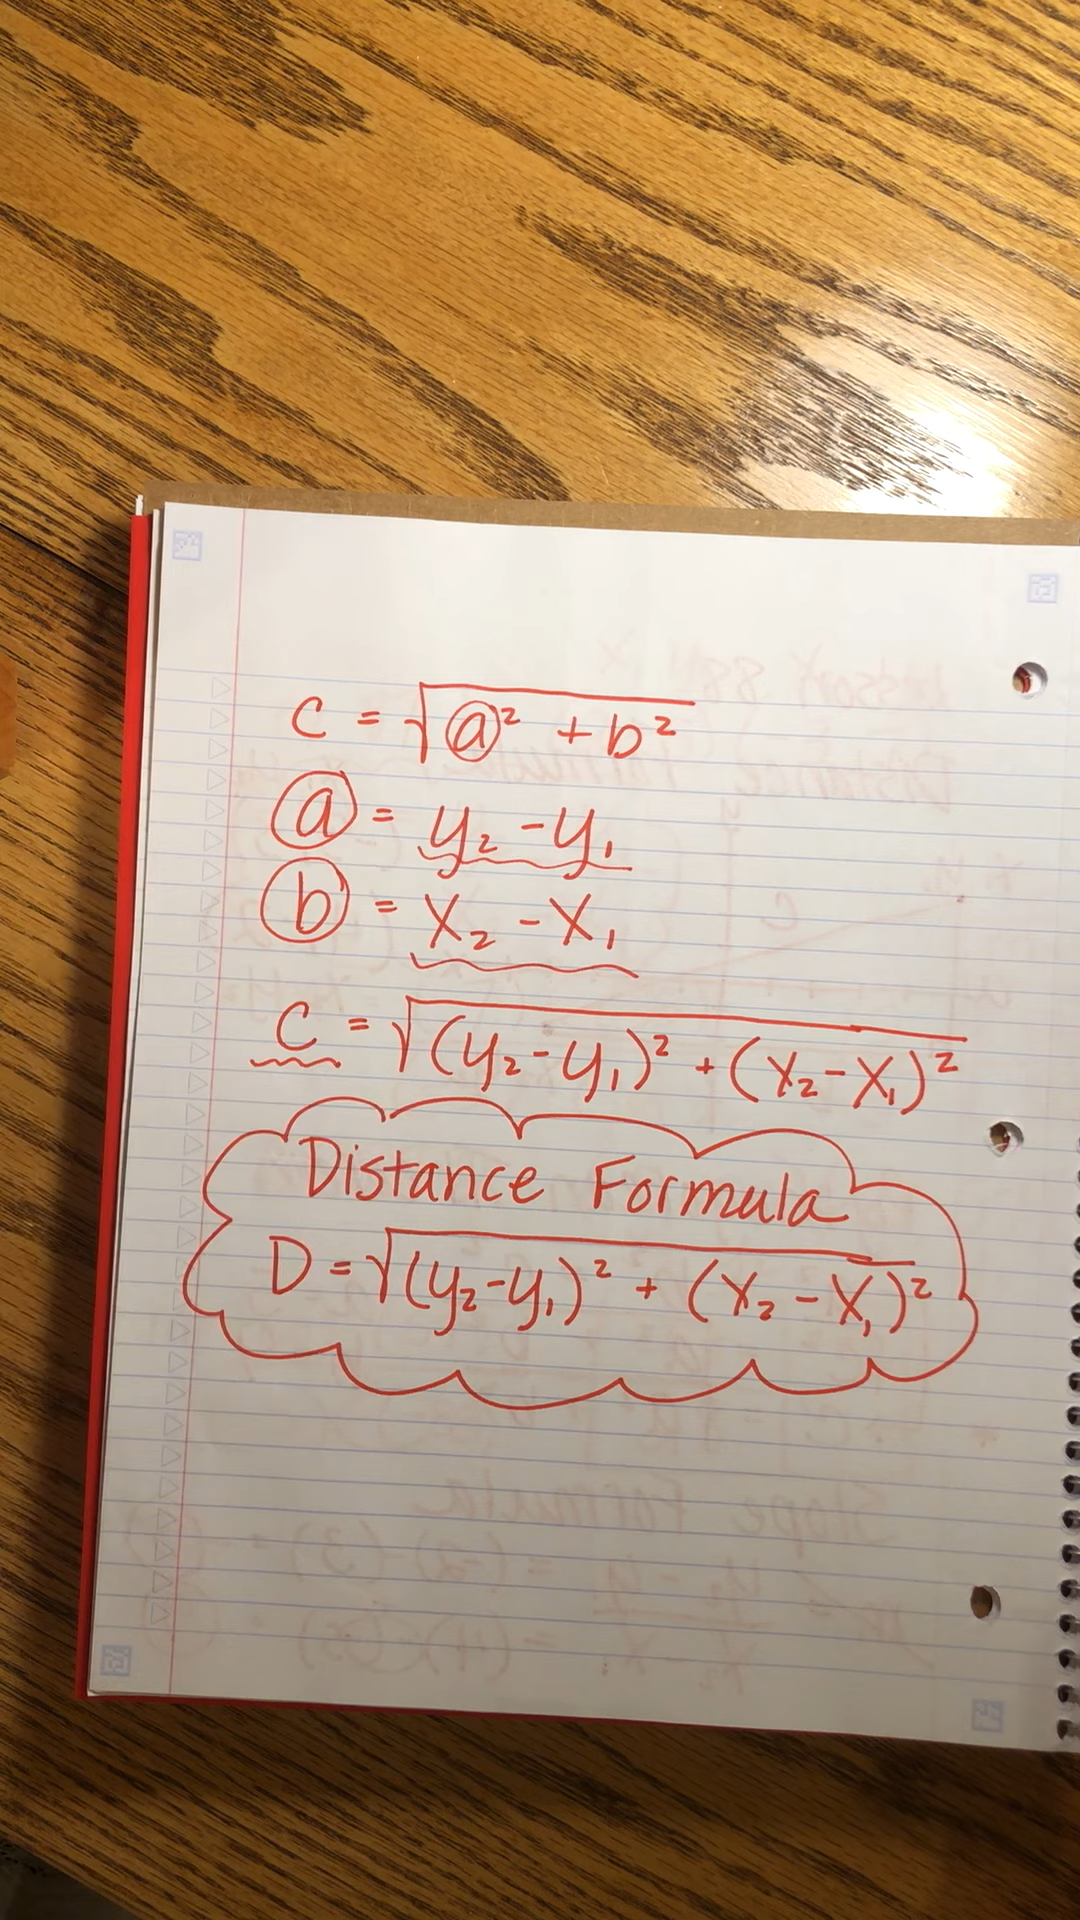 c = √a² + b²
a = y₂ - y₁
b = x₂ - x₁
c = √(y₂ - y₁)² + (x₂ - x₁)²
Distance Formula
D = √(y₂ - y₁)² + (x₂ - x₁)²